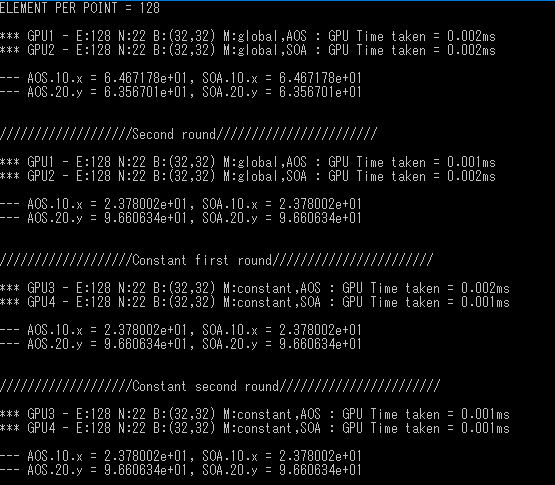 ELEMENT PER POINT = 128
*** GPU1 - E:128 N:22 B:(32,32) M:global,AOS : GPU Time taken = 0.002ms
*** GPU2 - E:128 N:22 B:(32,32) M:global,SOA : GPU Time taken = 0.002ms
--- AOS.10.x = 6.467178e+01, SOA.10.x = 6.467178e+01
--- AOS.20.y = 6.356701e+01, SOA.20.y = 6.356701e+01
///////////////////Second round///////////////////////
*** GPU1 - E:128 N:22 B:(32,32) M:global,AOS : GPU Time taken = 0.001ms
*** GPU2 - E:128 N:22 B:(32,32) M:global,SOA : GPU Time taken = 0.002ms
--- AOS.10.x = 2.378002e+01, SOA.10.x = 2.378002e+01
--- AOS.20.y = 9.660634e+01, SOA.20.y = 9.660634e+01
///////////////////Constant first round///////////////////////
*** GPU3 - E:128 N:22 B:(32,32) M:constant,AOS : GPU Time taken = 0.002ms
*** GPU4 - E:128 N:22 B:(32,32) M:constant,SOA : GPU Time taken = 0.001ms
--- AOS.10.x = 2.378002e+01, SOA.10.x = 2.378002e+01
--- AOS.20.y = 9.660634e+01, SOA.20.y = 9.660634e+01
///////////////////Constant second round///////////////////////
*** GPU3 - E:128 N:22 B:(32,32) M:constant,AOS : GPU Time taken = 0.001ms
*** GPU4 - E:128 N:22 B:(32,32) M:constant,SOA : GPU Time taken = 0.001ms
--- AOS.10.x = 2.378002e+01, SOA.10.x = 2.378002e+01
--- AOS.20.y = 9.660634e+01, SOA.20.y = 9.660634e+01